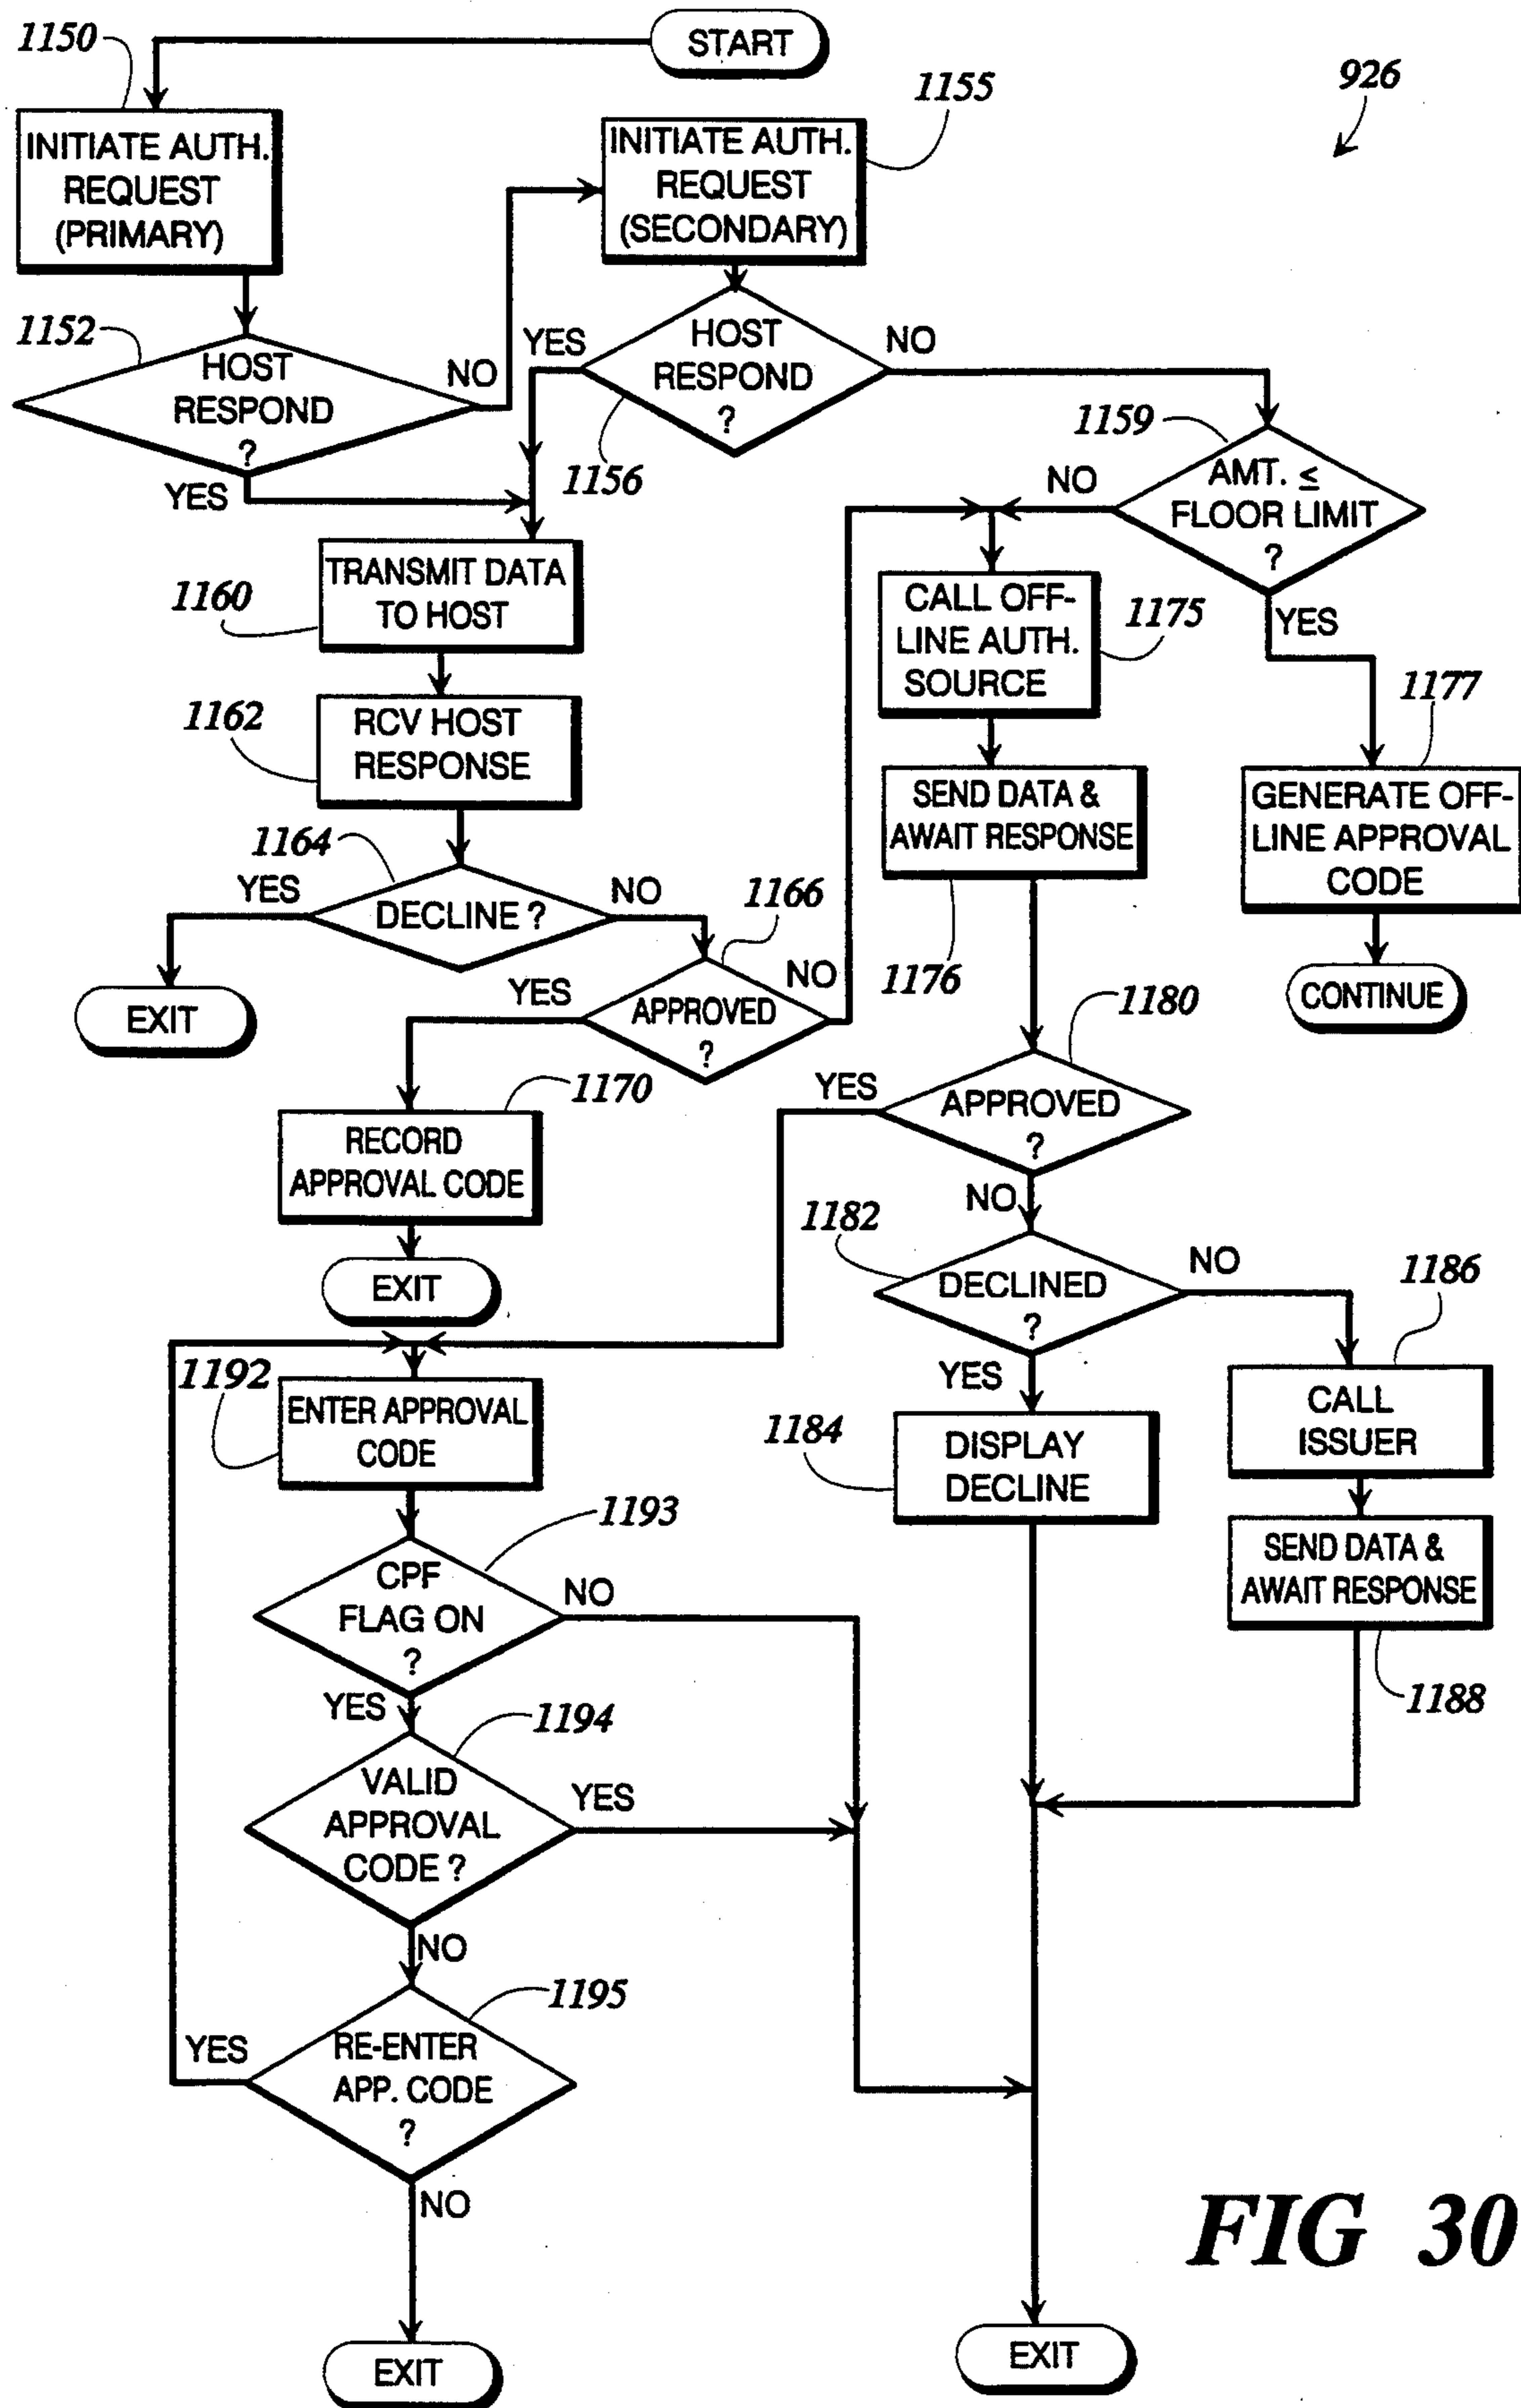 1150
START
926
1155
INITIATE AUTH.
REQUEST
(PRIMARY)
INITIATE AUTH.
REQUEST
(SECONDARY)
1152
HOST
RESPOND
?
NO
YES
YES
HOST
RESPOND
?
NO
1156
1159
AMT. ≤
FLOOR LIMIT
?
NO
YES
TRANSMIT DATA
TO HOST
1160
CALL OFF-
LINE AUTH.
SOURCE
1175
1162
RCV HOST
RESPONSE
1177
SEND DATA &
AWAIT RESPONSE
1176
GENERATE OFF-
LINE APPROVAL
CODE
CONTINUE
1164
YES
DECLINE ?
NO
EXIT
1166
YES
APPROVED
?
NO
1170
RECORD
APPROVAL CODE
EXIT
1180
YES
APPROVED
?
NO
1182
DECLINED
?
NO
YES
1186
CALL
ISSUER
1184
DISPLAY
DECLINE
SEND DATA &
AWAIT RESPONSE
1188
1192
ENTER APPROVAL
CODE
1193
CPF
FLAG ON
?
NO
YES
1194
VALID
APPROVAL
CODE ?
YES
NO
1195
YES
RE-ENTER
APP. CODE
?
NO
EXIT
EXIT
FIG 30